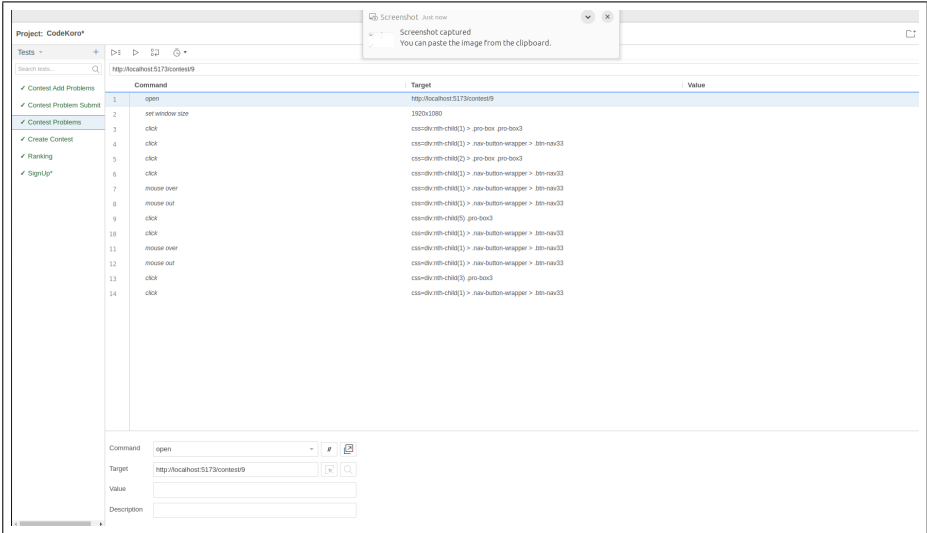 Screenshot Just now
Screenshot captured
You can paste the image from the clipboard.
Project: CodeKoro*
Tests
Search tests...
http://localhost:5173/contest/9
Command Target Value
✓ Contest Add Problems
✓ Contest Problem Submit
✓ Contest Problems
✓ Create Contest
✓ Ranking
✓ SignUp*
1 open http://localhost:5173/contest/9
2 set window size 1920x1080
3 click css=div:nth-child(1) > .pro-box .pro-box3
4 click css=div:nth-child(1) > .nav-button-wrapper > .btn-nav33
5 click css=div:nth-child(2) > .pro-box .pro-box3
6 click css=div:nth-child(1) > .nav-button-wrapper > .btn-nav33
7 mouse over css=div:nth-child(1) > .nav-button-wrapper > .btn-nav33
8 mouse out css=div:nth-child(1) > .nav-button-wrapper > .btn-nav33
9 click css=div:nth-child(5) .pro-box3
10 click css=div:nth-child(1) > .nav-button-wrapper > .btn-nav33
11 mouse over css=div:nth-child(1) > .nav-button-wrapper > .btn-nav33
12 mouse out css=div:nth-child(1) > .nav-button-wrapper > .btn-nav33
13 click css=div:nth-child(3) .pro-box3
14 click css=div:nth-child(1) > .nav-button-wrapper > .btn-nav33
Command open //
Target http://localhost:5173/contest/9
Value
Description